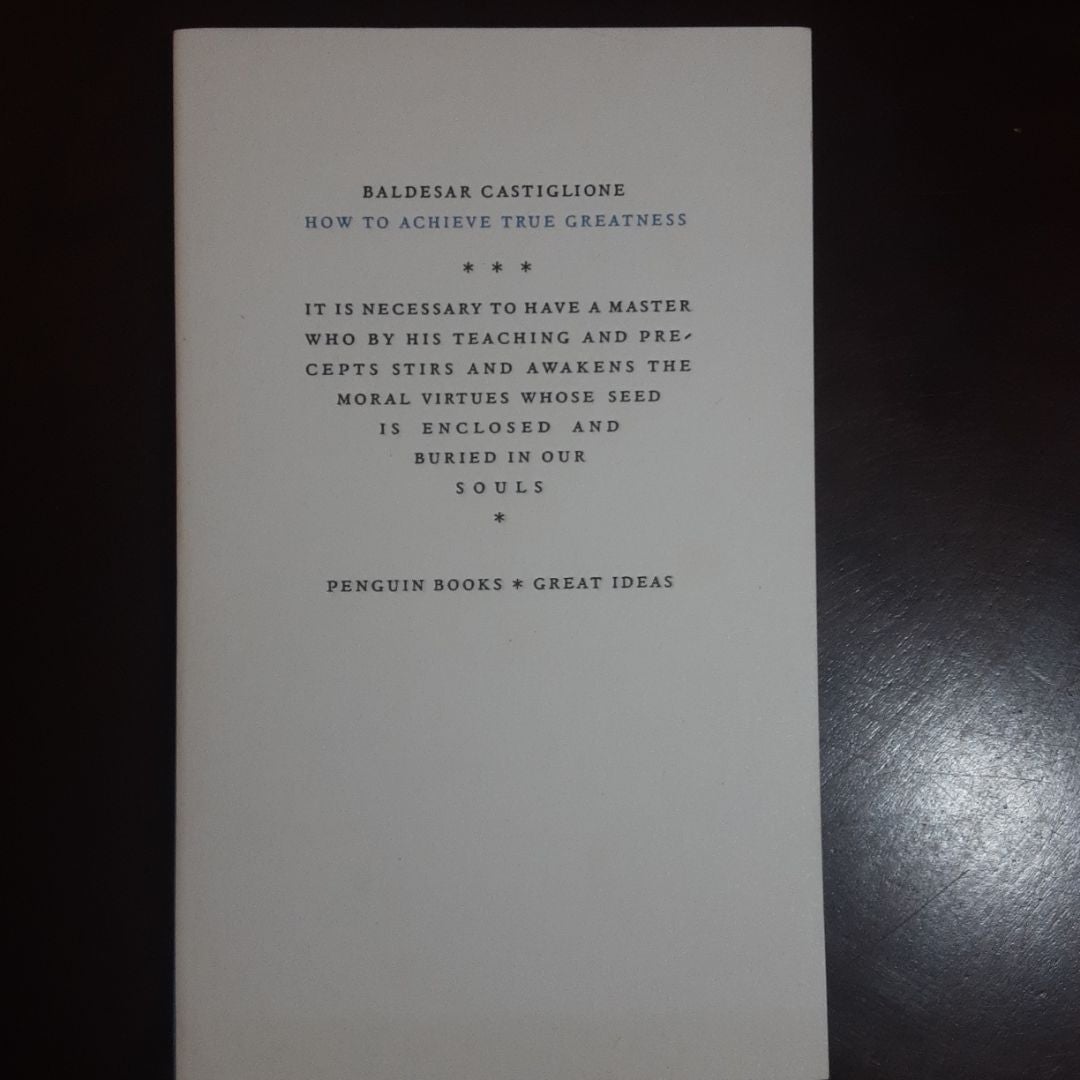 BALDESAR CASTIGLIONE
HOW TO ACHIEVE TRUE GREATNESS
* * *
IT IS NECESSARY TO HAVE A MASTER
WHO BY HIS TEACHING AND PRE-
CEPTS STIRS AND AWAKENS THE
MORAL VIRTUES WHOSE SEED
IS ENCLOSED AND
BURIED IN OUR
SOULS
*
PENGUIN BOOKS * GREAT IDEAS